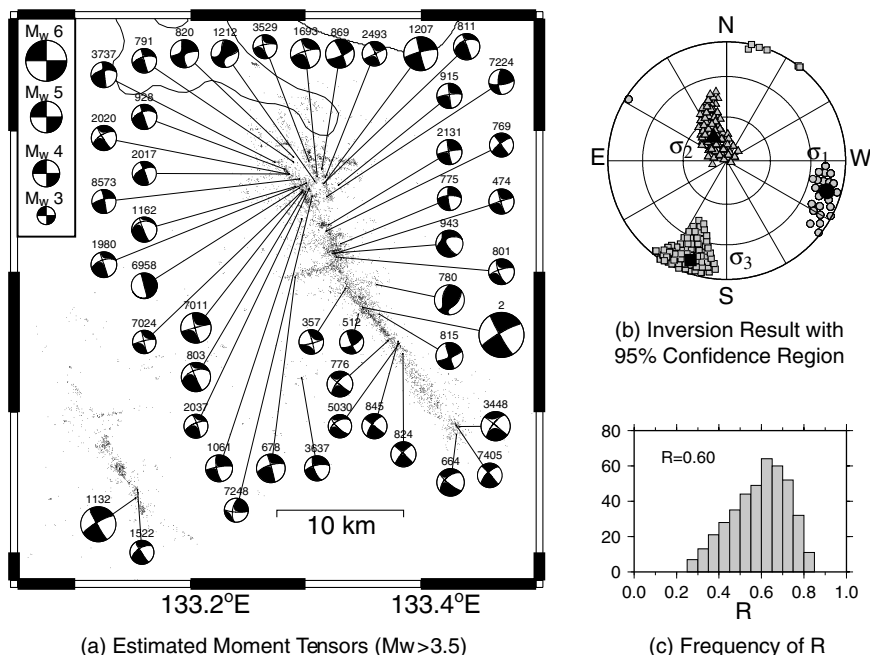 Mw 6
Mw 5
Mw 4
Mw 3
3737
791
820
1212
3529
1693
869
2493
1207
811
7224
915
928
2020
2131
769
2017
8573
775
474
1162
943
1980
6958
801
780
2
7011
7024
357
512
815
803
776
2037
5030
845
824
3448
1061
678
3637
664
7405
7248
1132
1522
10 km
133.2°E
133.4°E
(a) Estimated Moment Tensors (Mw>3.5)
N
E
W
S
σ2
σ1
σ3
(b) Inversion Result with
95% Confidence Region
80
60
40
20
0
R=0.60
0.0 0.2 0.4 0.6 0.8 1.0
R
(c) Frequency of R